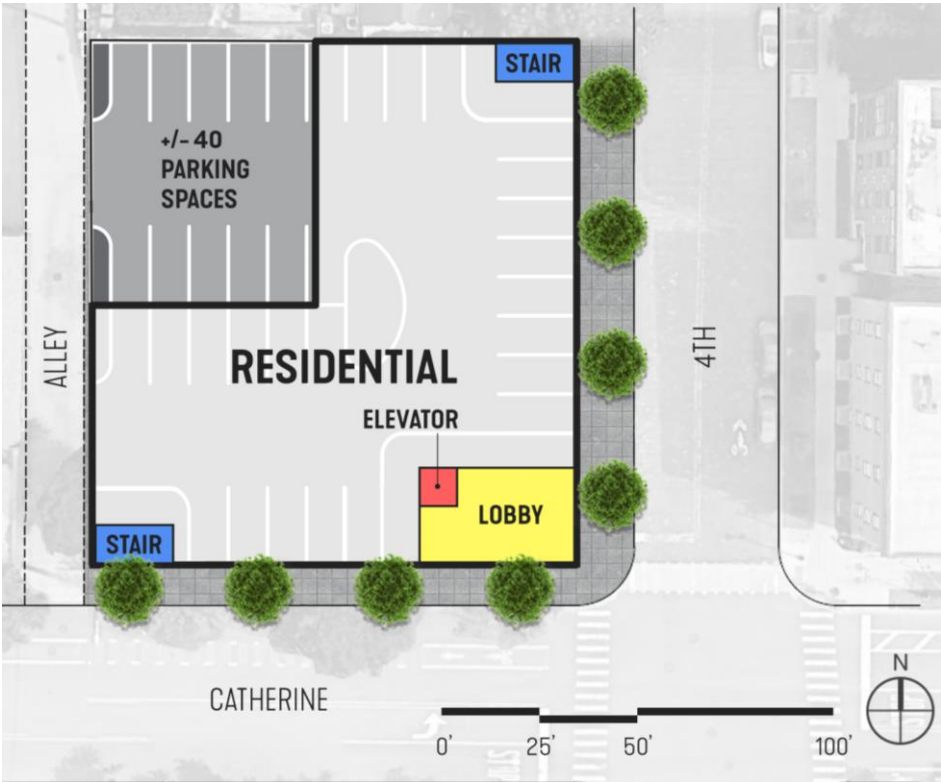 STAIR
+/- 40
PARKING
SPACES
ALLEY
RESIDENTIAL
4TH
ELEVATOR
LOBBY
STAIR
CATHERINE
N
0' 25' 50' 100'